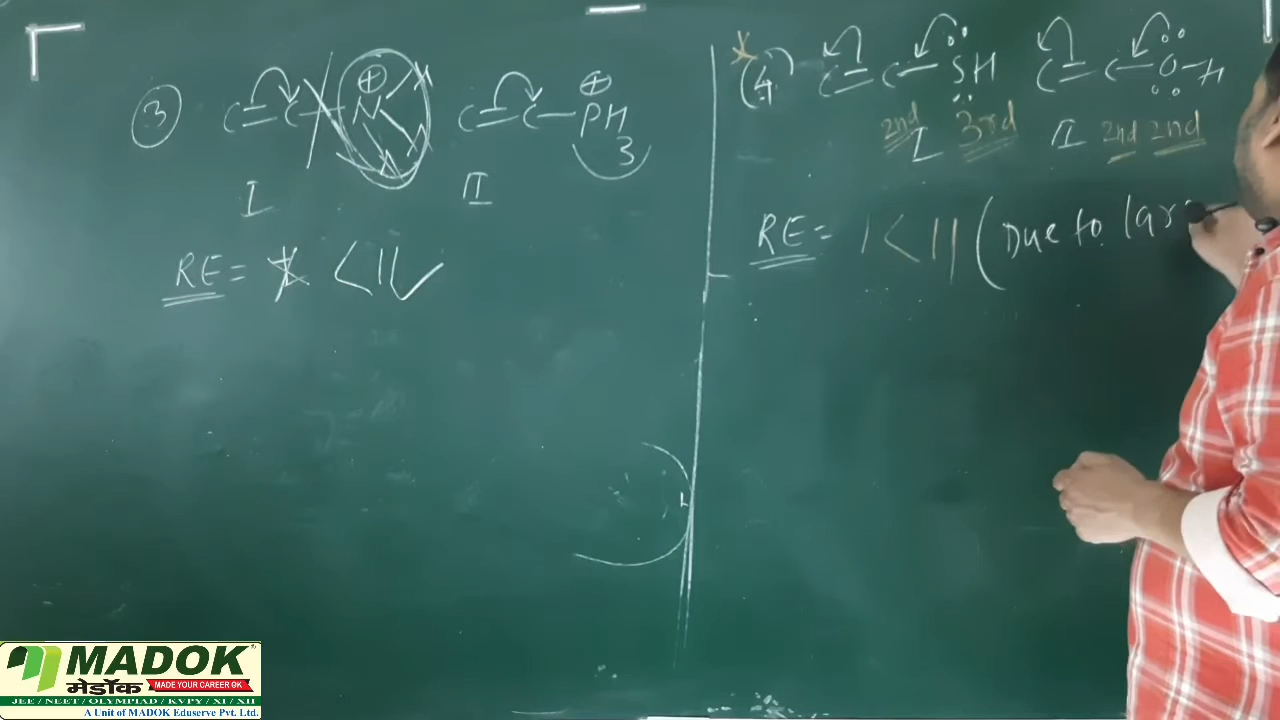 3 C=C-N⊕ C=C-PH3 ⊕
I II
RE = I < II ✓
*(4) C=C-SH C=C-O-H
2nd 3rd 2nd 2nd
I II
RE = I < II (Due to lar
MADOK
मेडॉक MADE YOUR CAREER GK
JEE / NEET / OLYMPIAD / KVPY / XI / XII
A Unit of MADOK Eduserve Pvt. Ltd.